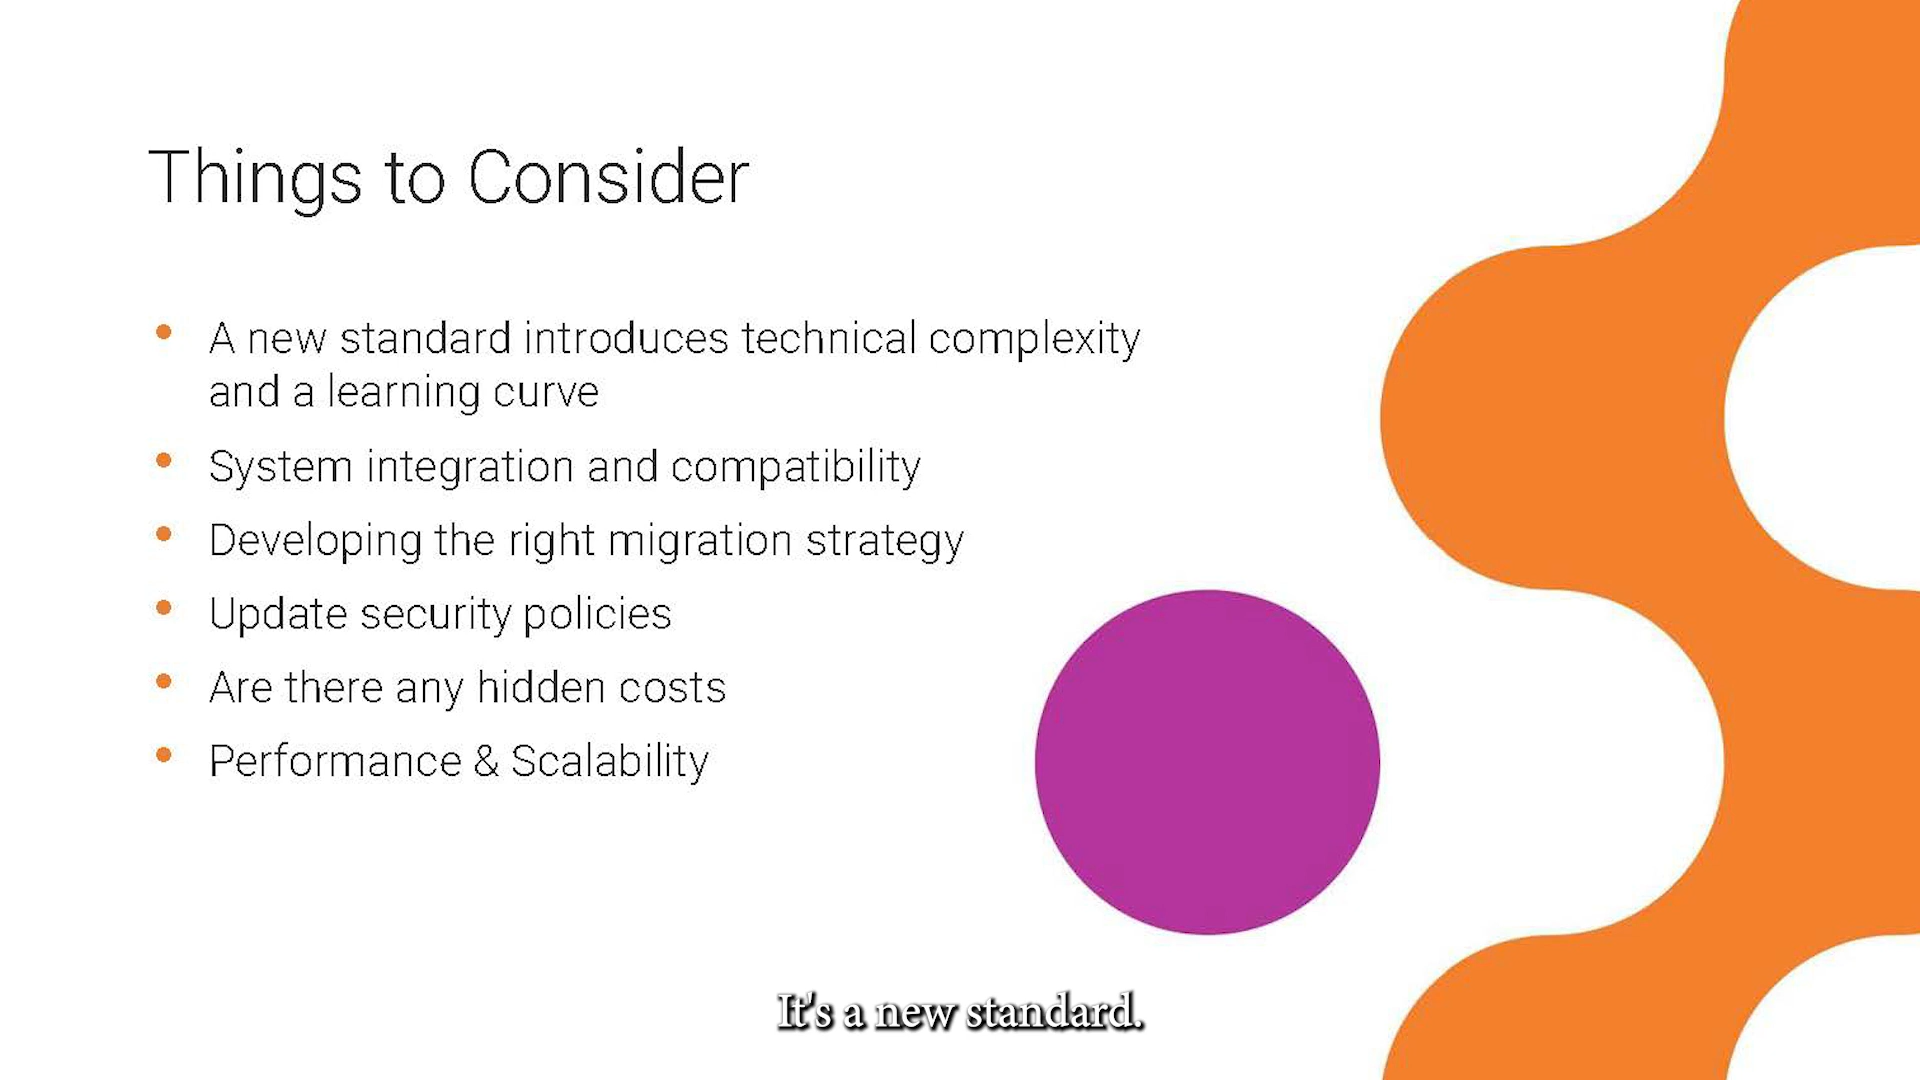 Things to Consider
• A new standard introduces technical complexity
and a learning curve
• System integration and compatibility
• Developing the right migration strategy
• Update security policies
• Are there any hidden costs
• Performance & Scalability
It's a new standard.